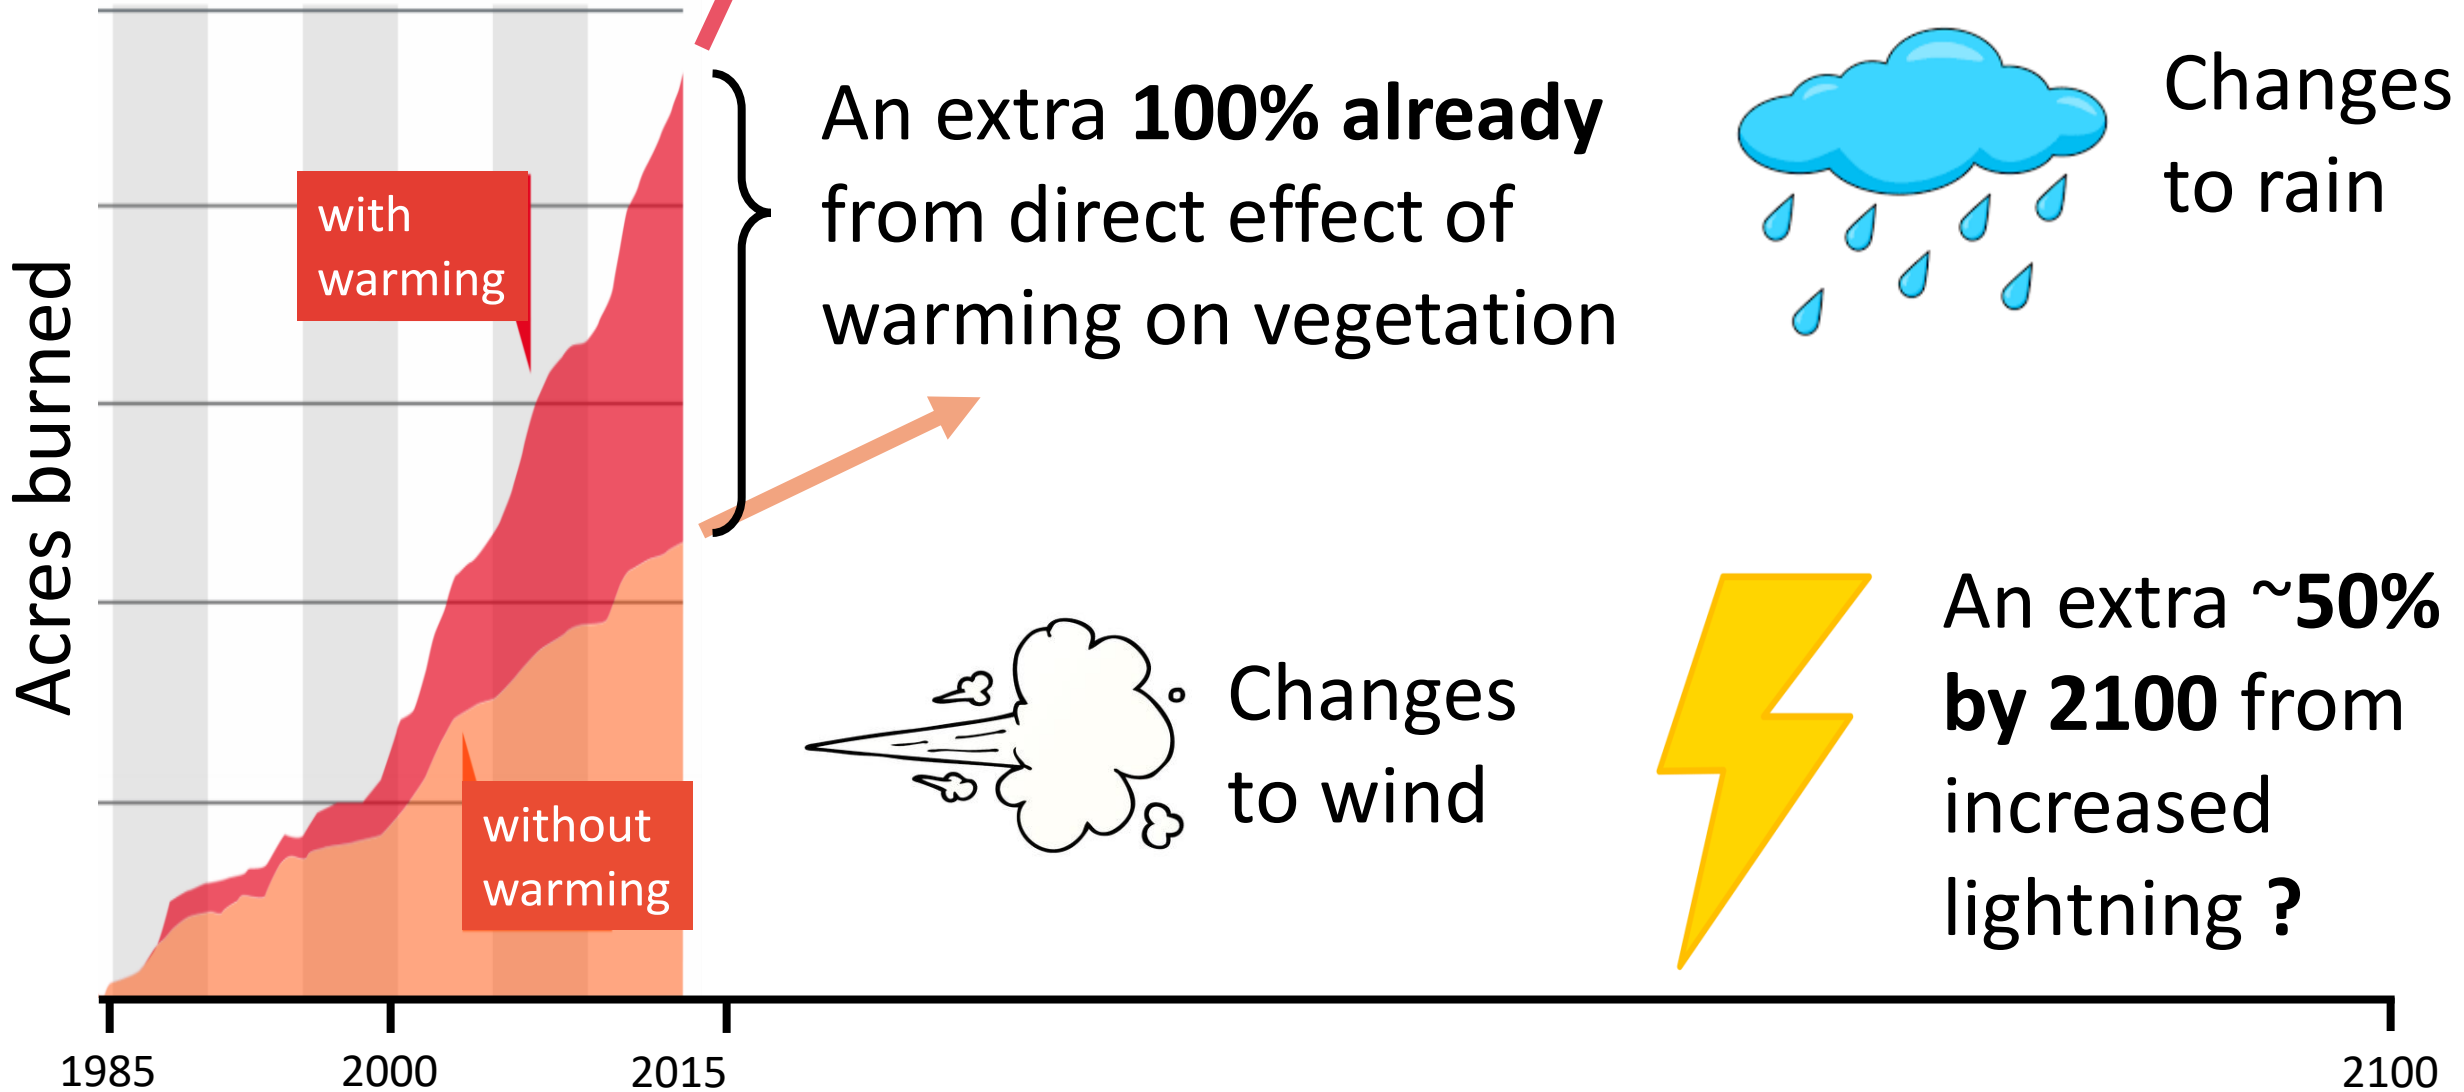 Acres burned
with
warming
without
warming
An extra 100% already
from direct effect of
warming on vegetation
Changes
to rain
Changes
to wind
An extra ~50%
by 2100 from
increased
lightning ?
1985
2000
2015
2100